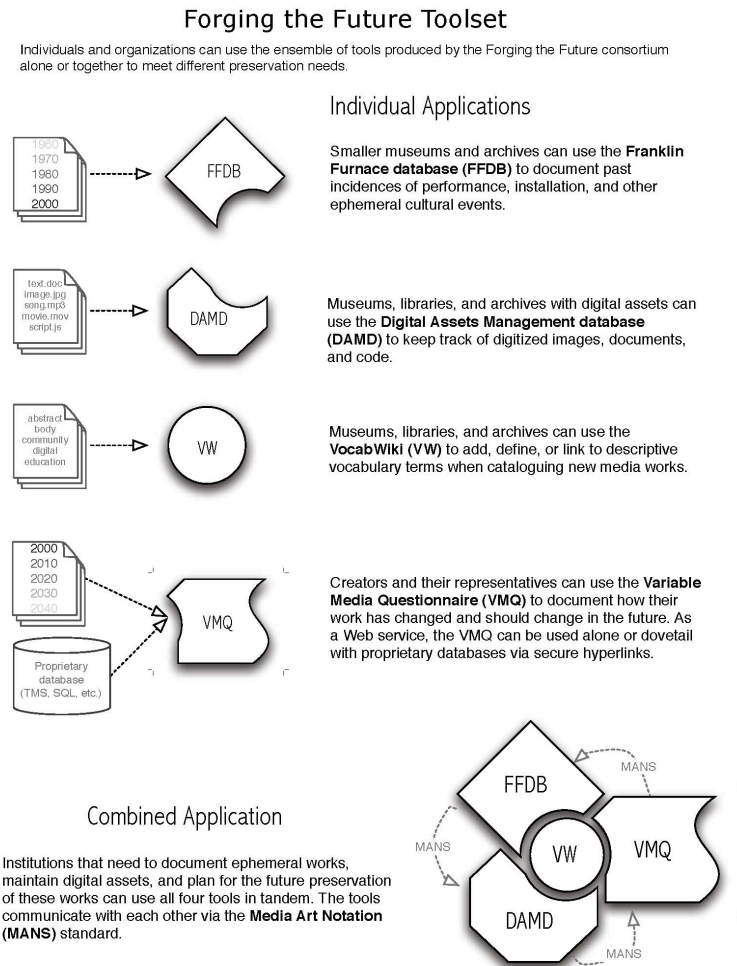 Forging the Future Toolset
Individuals and organizations can use the ensemble of tools produced by the Forging the Future consortium
alone or together to meet different preservation needs.
Individual Applications
1960
1970
1980
1990
2000
FFDB
Smaller museums and archives can use the Franklin
Furnace database (FFDB) to document past
incidences of performance, installation, and other
ephemeral cultural events.
text.doc
image.jpg
song.mp3
movie.mov
script.js
DAMD
Museums, libraries, and archives with digital assets can
use the Digital Assets Management database
(DAMD) to keep track of digitized images, documents,
and code.
abstract
body
community
digital
education
VW
Museums, libraries, and archives can use the
VocabWiki (VW) to add, define, or link to descriptive
vocabulary terms when cataloguing new media works.
2000
2010
2020
2030
2040
Proprietary
database
(TMS, SQL, etc.)
VMQ
Creators and their representatives can use the Variable
Media Questionnaire (VMQ) to document how their
work has changed and should change in the future. As
a Web service, the VMQ can be used alone or dovetail
with proprietary databases via secure hyperlinks.
Combined Application
Institutions that need to document ephemeral works,
maintain digital assets, and plan for the future preservation
of these works can use all four tools in tandem. The tools
communicate with each other via the Media Art Notation
(MANS) standard.
FFDB
MANS
MANS
VW
VMQ
DAMD
MANS